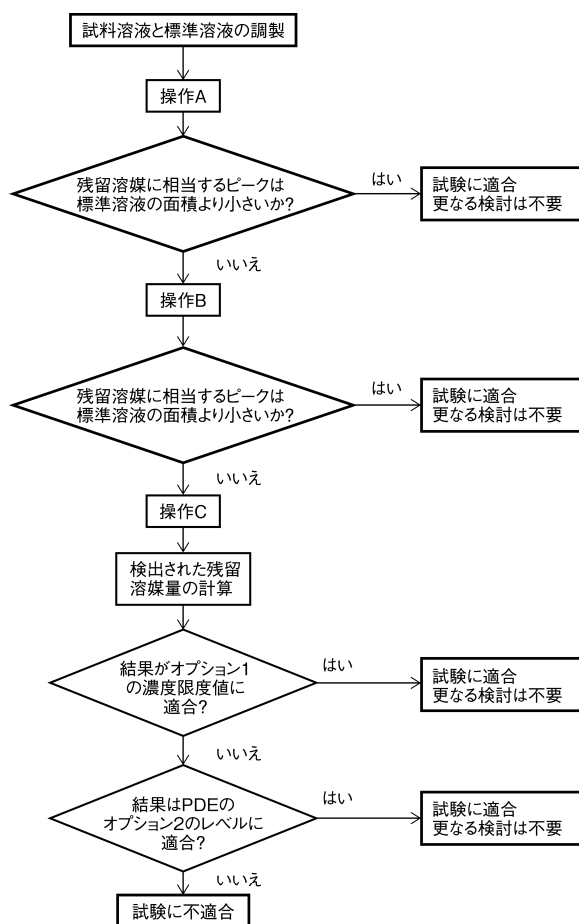 試料溶液と標準溶液の調製
操作A
残留溶媒に相当するピークは
標準溶液の面積より小さいか?
はい
試験に適合
更なる検討は不要
いいえ
操作B
残留溶媒に相当するピークは
標準溶液の面積より小さいか?
はい
試験に適合
更なる検討は不要
いいえ
操作C
検出された残留
溶媒量の計算
結果がオプション1
の濃度限度値に
適合?
はい
試験に適合
更なる検討は不要
いいえ
結果はPDEの
オプション2のレベルに
適合?
はい
試験に適合
更なる検討は不要
いいえ
試験に不適合